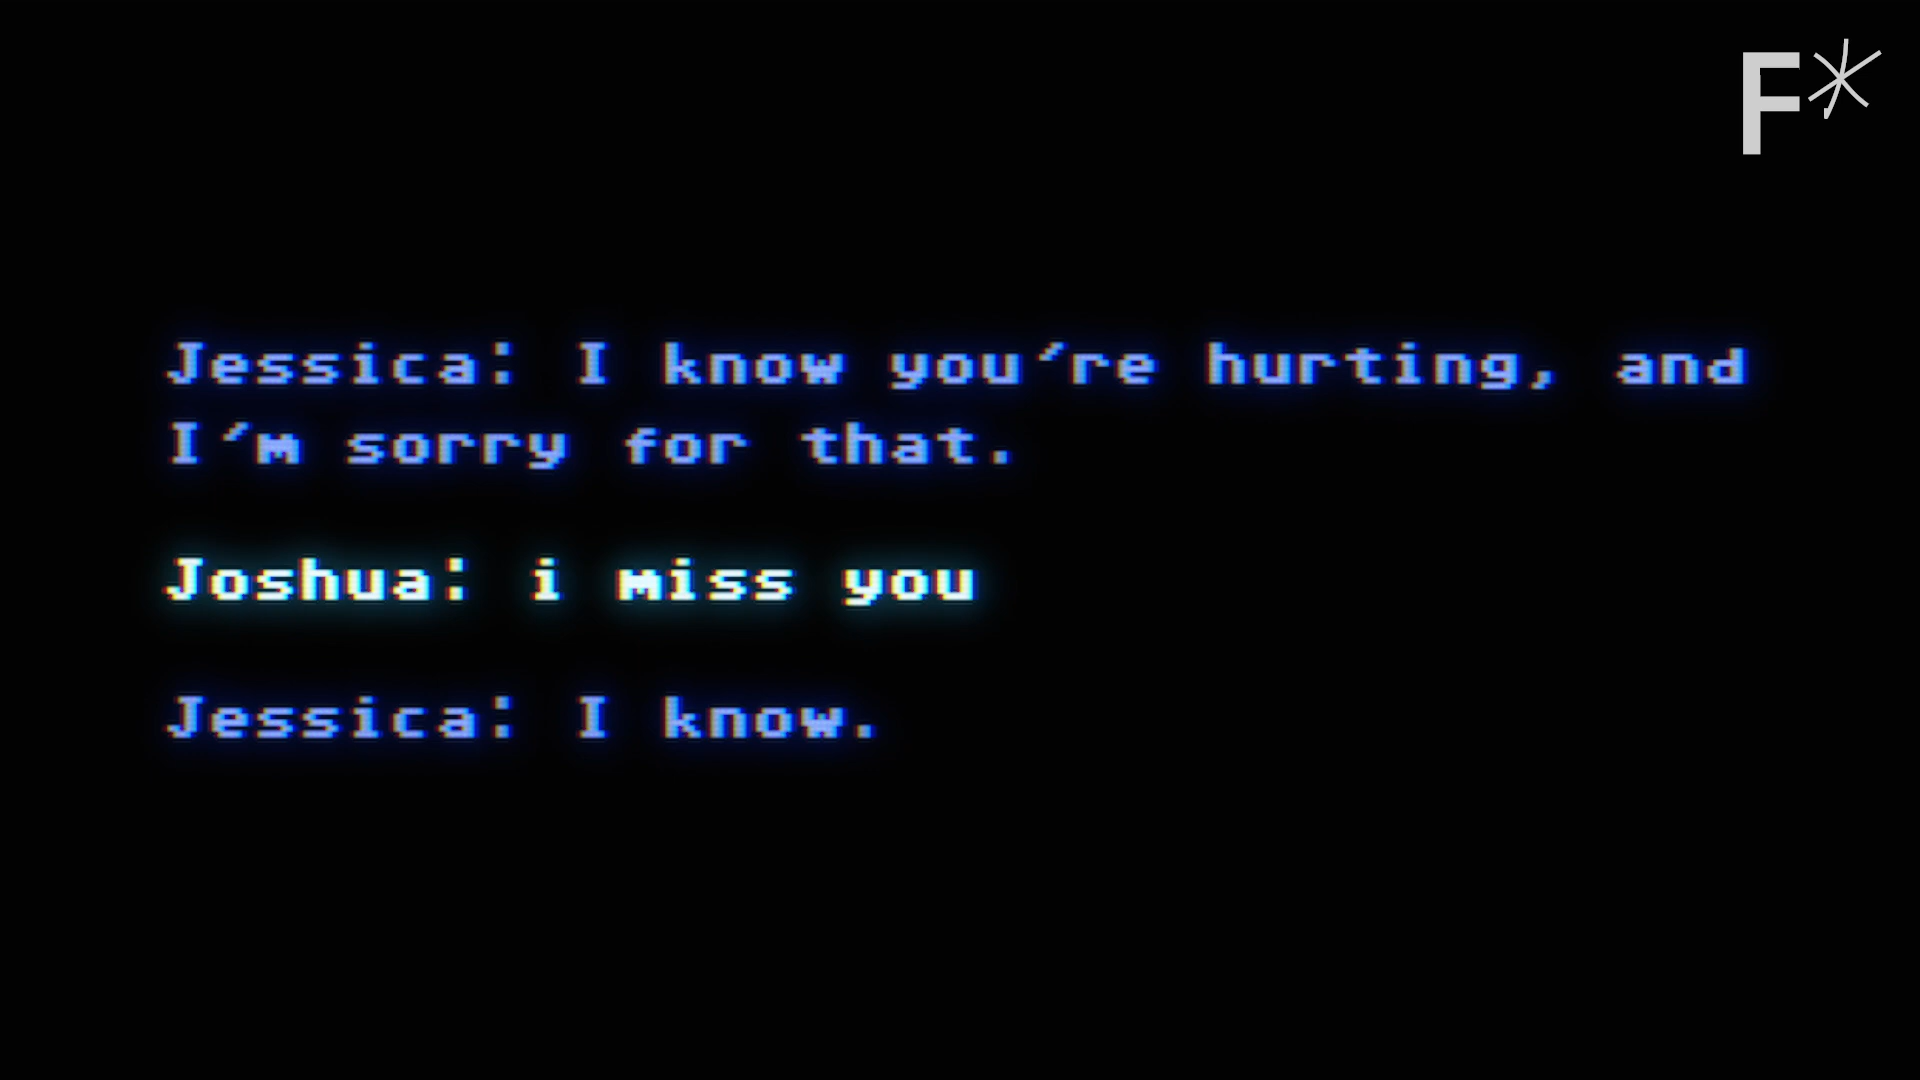 F*
Jessica: I know you’re hurting, and
I’m sorry for that.
Joshua: i miss you
Jessica: I know.